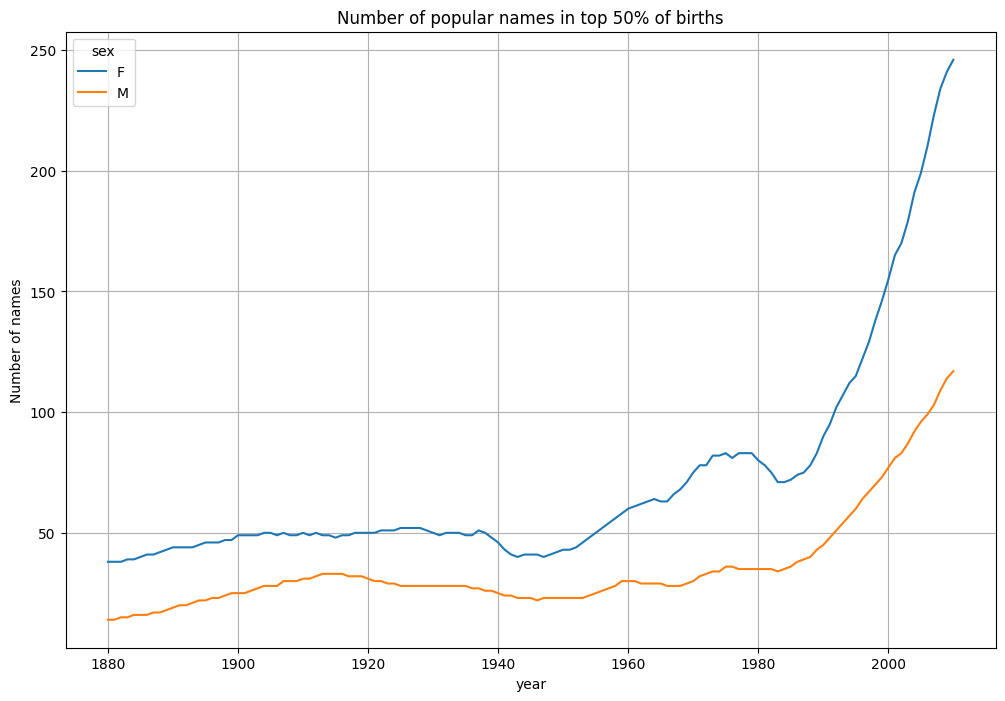 Number of popular names in top 50% of births
sex
F
M
250
200
150
100
50
Number of names
1880 1900 1920 1940 1960 1980 2000
year